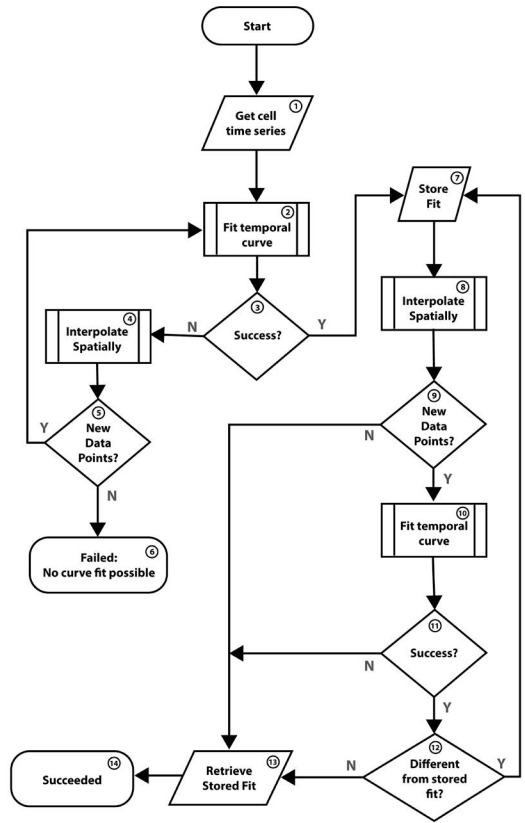 Start
1
Get cell
time series
2
Fit temporal
curve
3
Success?
N
Y
4
Interpolate
Spatially
5
New
Data
Points?
Y
N
6
Failed:
No curve fit possible
7
Store
Fit
8
Interpolate
Spatially
9
New
Data
Points?
N
Y
10
Fit temporal
curve
11
Success?
N
Y
12
Different
from stored
fit?
N
Y
13
Retrieve
Stored Fit
14
Succeeded